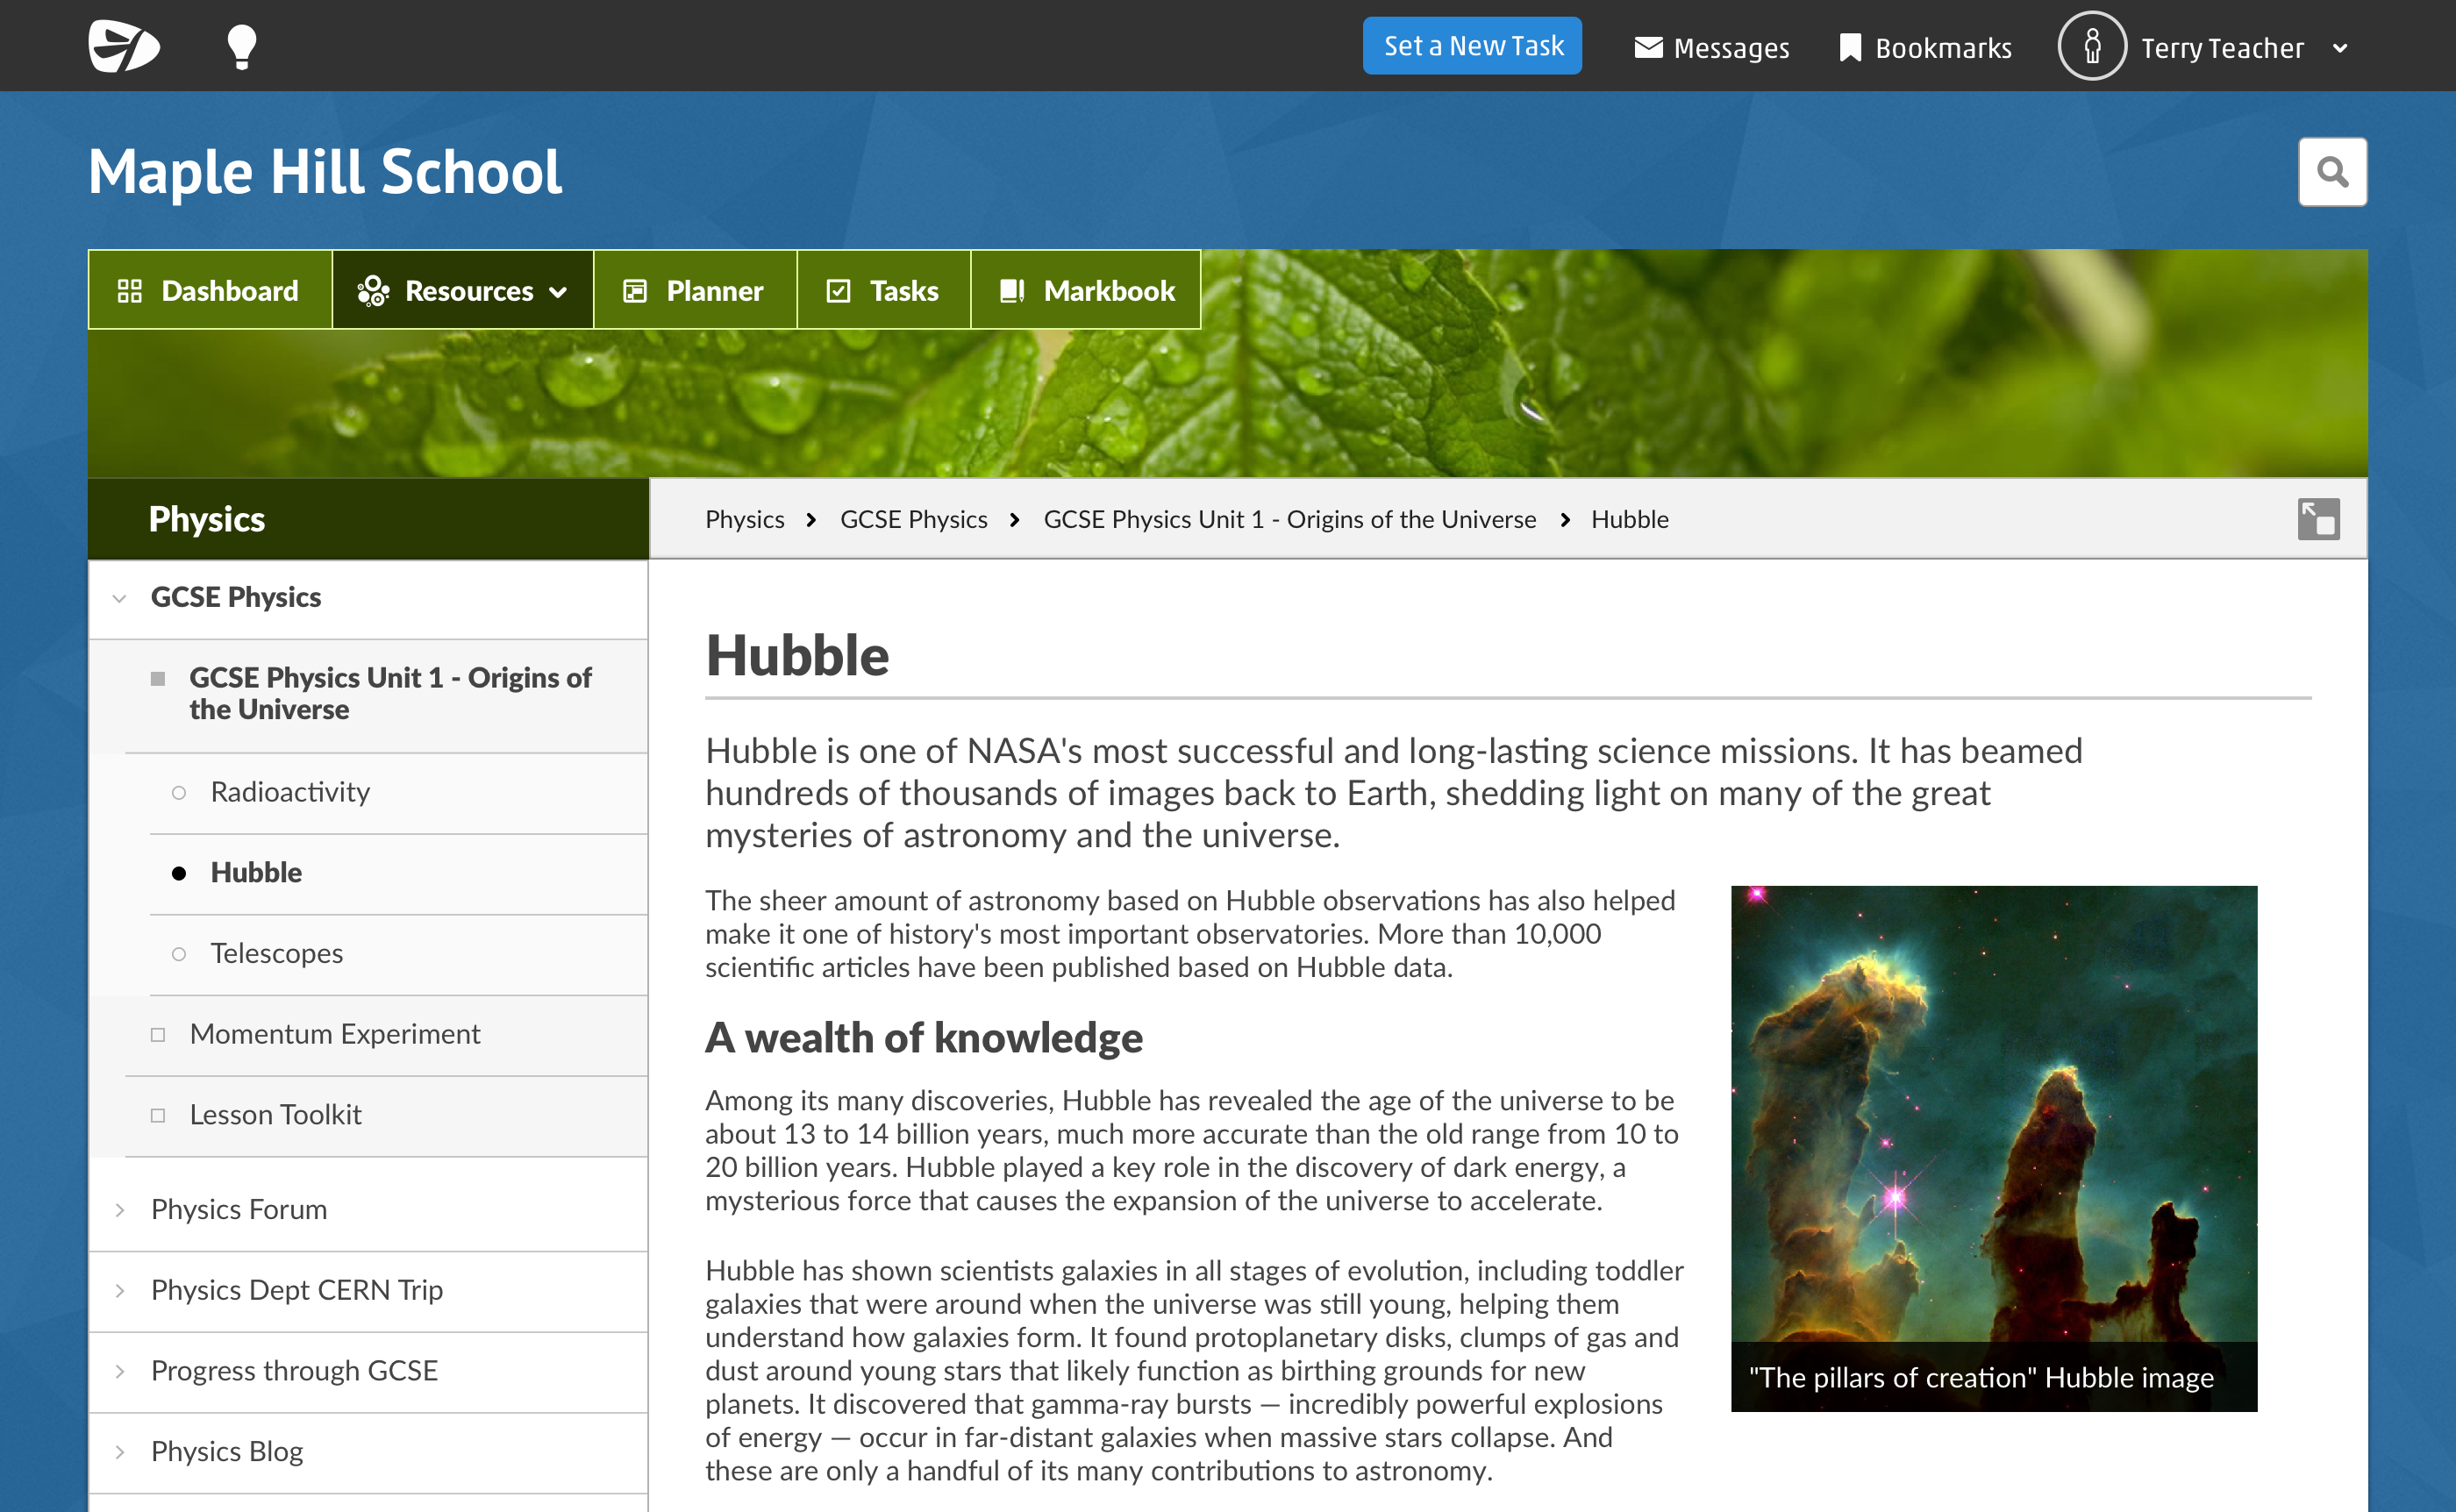 Set a New Task
Messages
Bookmarks
Terry Teacher
Maple Hill School
Dashboard
Resources
Planner
Tasks
Markbook
Physics
Physics > GCSE Physics > GCSE Physics Unit 1 - Origins of the Universe > Hubble
GCSE Physics
GCSE Physics Unit 1 - Origins of
the Universe
Radioactivity
Hubble
Telescopes
Momentum Experiment
Lesson Toolkit
Physics Forum
Physics Dept CERN Trip
Progress through GCSE
Physics Blog
Hubble
Hubble is one of NASA's most successful and long-lasting science missions. It has beamed
hundreds of thousands of images back to Earth, shedding light on many of the great
mysteries of astronomy and the universe.
The sheer amount of astronomy based on Hubble observations has also helped
make it one of history's most important observatories. More than 10,000
scientific articles have been published based on Hubble data.
A wealth of knowledge
Among its many discoveries, Hubble has revealed the age of the universe to be
about 13 to 14 billion years, much more accurate than the old range from 10 to
20 billion years. Hubble played a key role in the discovery of dark energy, a
mysterious force that causes the expansion of the universe to accelerate.
Hubble has shown scientists galaxies in all stages of evolution, including toddler
galaxies that were around when the universe was still young, helping them
understand how galaxies form. It found protoplanetary disks, clumps of gas and
dust around young stars that likely function as birthing grounds for new
planets. It discovered that gamma-ray bursts — incredibly powerful explosions
of energy — occur in far-distant galaxies when massive stars collapse. And
these are only a handful of its many contributions to astronomy.
"The pillars of creation" Hubble image